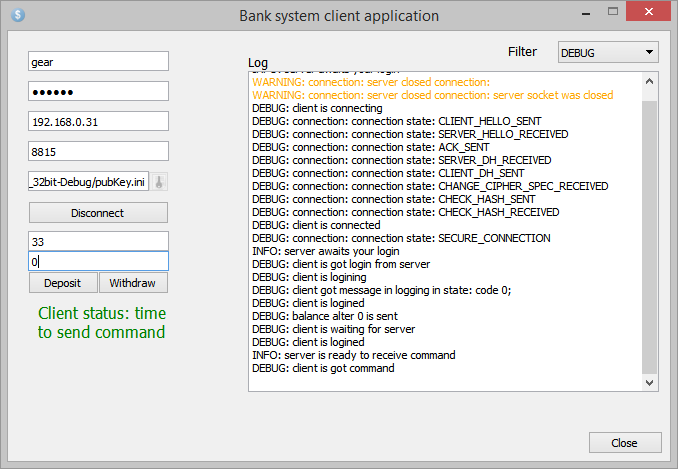 Bank system client application
gear
●●●●●●
192.168.0.31
8815
_32bit-Debug/pubKey.ini
Disconnect
33
0
Deposit Withdraw
Client status: time
to send command
Filter DEBUG
Log
INFO: server awaits your login
WARNING: connection: server closed connection:
WARNING: connection: server closed connection: server socket was closed
DEBUG: client is connecting
DEBUG: connection: connection state: CLIENT_HELLO_SENT
DEBUG: connection: connection state: SERVER_HELLO_RECEIVED
DEBUG: connection: connection state: ACK_SENT
DEBUG: connection: connection state: SERVER_DH_RECEIVED
DEBUG: connection: connection state: CLIENT_DH_SENT
DEBUG: connection: connection state: CHANGE_CIPHER_SPEC_RECEIVED
DEBUG: connection: connection state: CHECK_HASH_SENT
DEBUG: connection: connection state: CHECK_HASH_RECEIVED
DEBUG: client is connected
DEBUG: connection: connection state: SECURE_CONNECTION
INFO: server awaits your login
DEBUG: client is got login from server
DEBUG: client is logining
DEBUG: client got message in logging in state: code 0;
DEBUG: client is logined
DEBUG: balance alter 0 is sent
DEBUG: client is waiting for server
DEBUG: client is logined
INFO: server is ready to receive command
DEBUG: client is got command
Close